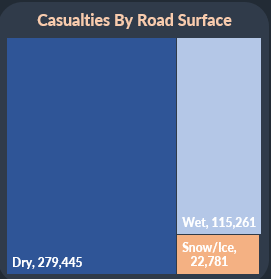 Casualties By Road Surface
Wet, 115,261
Dry, 279,445
Snow/Ice,
22,781